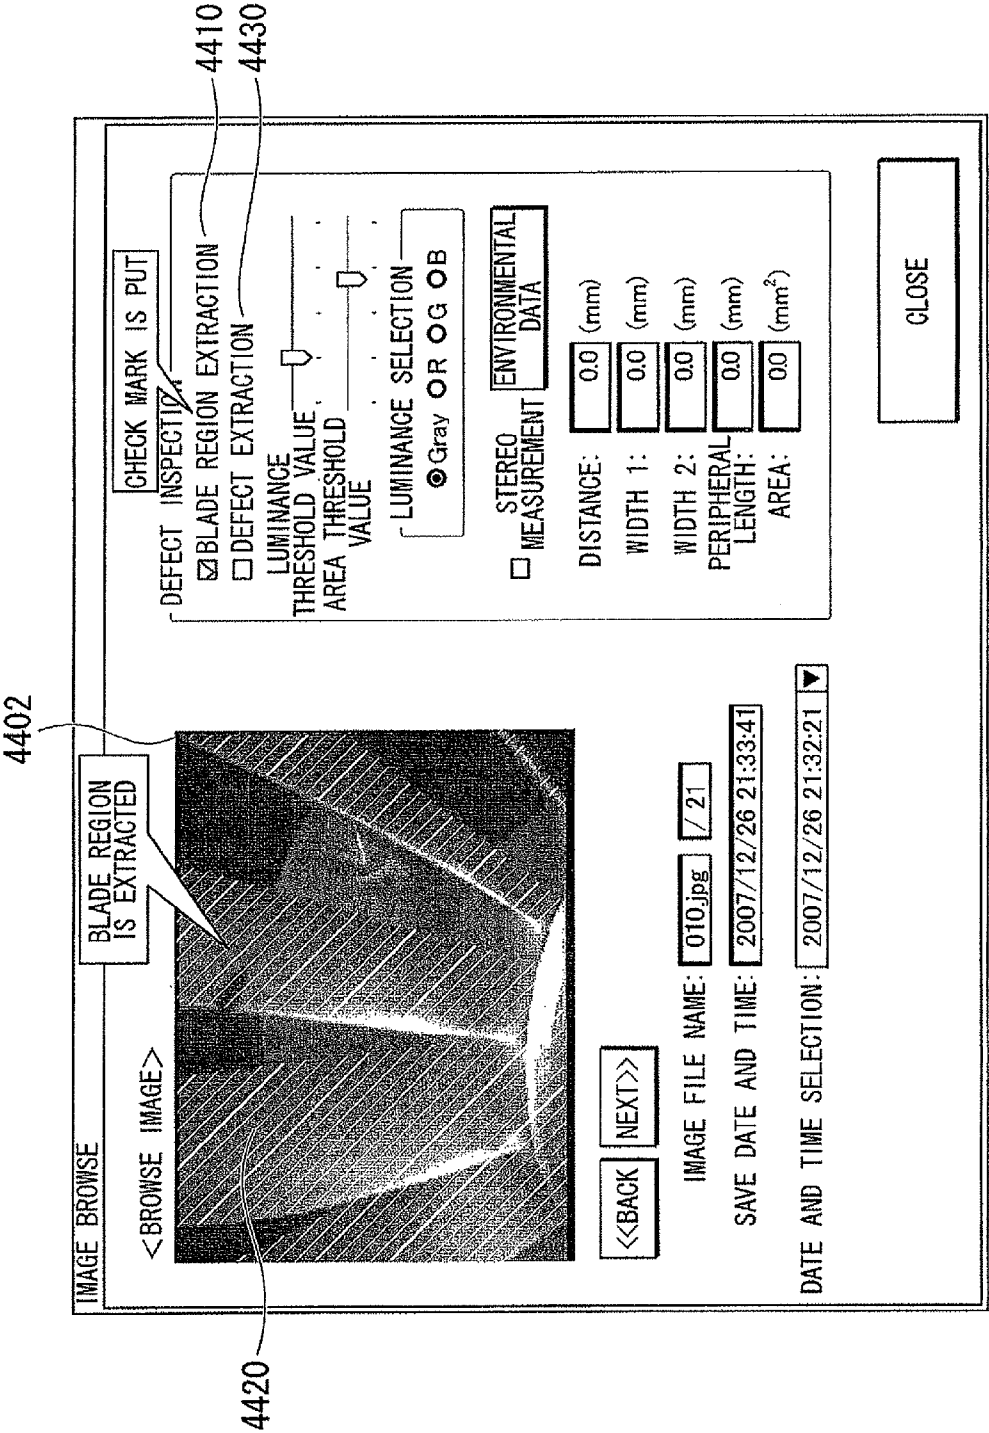 IMAGE BROWSE
<BROWSE IMAGE>
BLADE REGION
IS EXTRACTED
4402
4420
<<BACK
NEXT>>
IMAGE FILE NAME: 010.jpg / 21
SAVE DATE AND TIME: 2007/12/26 21:33:41
DATE AND TIME SELECTION: 2007/12/26 21:32:21 ▼
CHECK MARK IS PUT
DEFECT INSPECTION
☑ BLADE REGION EXTRACTION
4410
☐ DEFECT EXTRACTION
4430
LUMINANCE
THRESHOLD VALUE
AREA THRESHOLD
VALUE
LUMINANCE SELECTION
◉Gray ○R ○G ○B
☐ STEREO
MEASUREMENT
ENVIRONMENTAL
DATA
DISTANCE: 0.0 (mm)
WIDTH 1: 0.0 (mm)
WIDTH 2: 0.0 (mm)
PERIPHERAL
LENGTH: 0.0 (mm)
AREA: 0.0 (mm²)
CLOSE